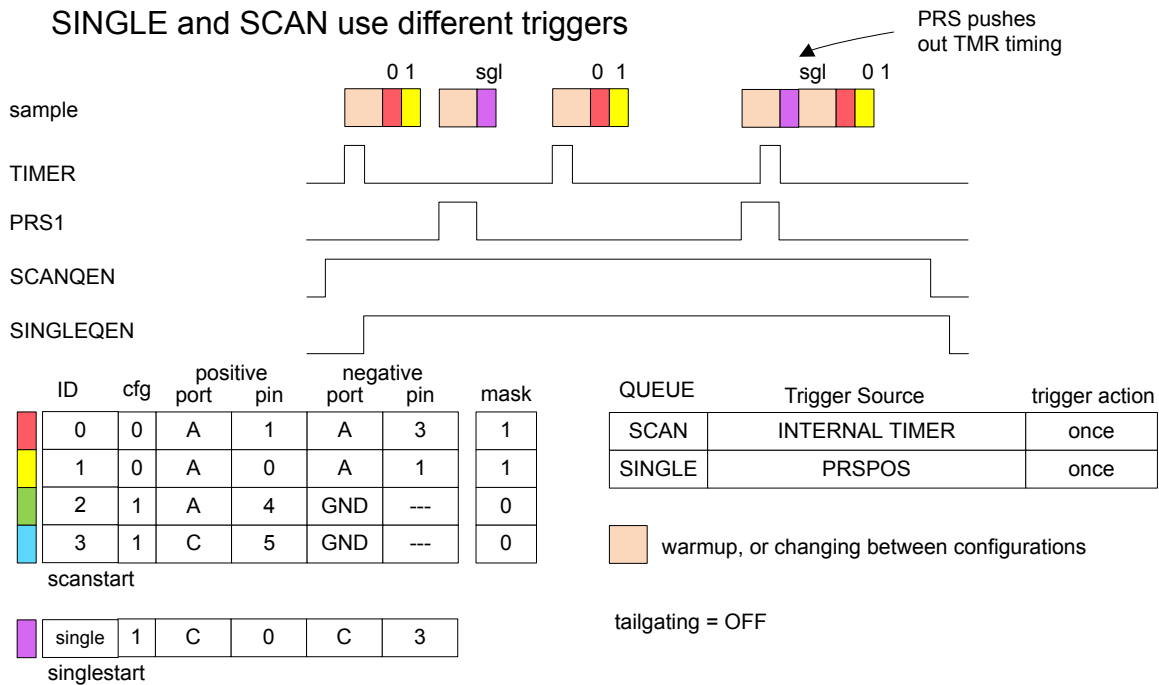 SINGLE and SCAN use different triggers
PRS pushes
out TMR timing
0 1
sgl
0 1
sgl
0 1
sample
TIMER
PRS1
SCANQEN
SINGLEQEN
ID cfg positive port pin negative port pin mask
0 0 A 1 A 3 1
1 0 A 0 A 1 1
2 1 A 4 GND --- 0
3 1 C 5 GND --- 0
scanstart
single 1 C 0 C 3
singlestart
QUEUE Trigger Source trigger action
SCAN INTERNAL TIMER once
SINGLE PRSPOS once
warmup, or changing between configurations
tailgating = OFF